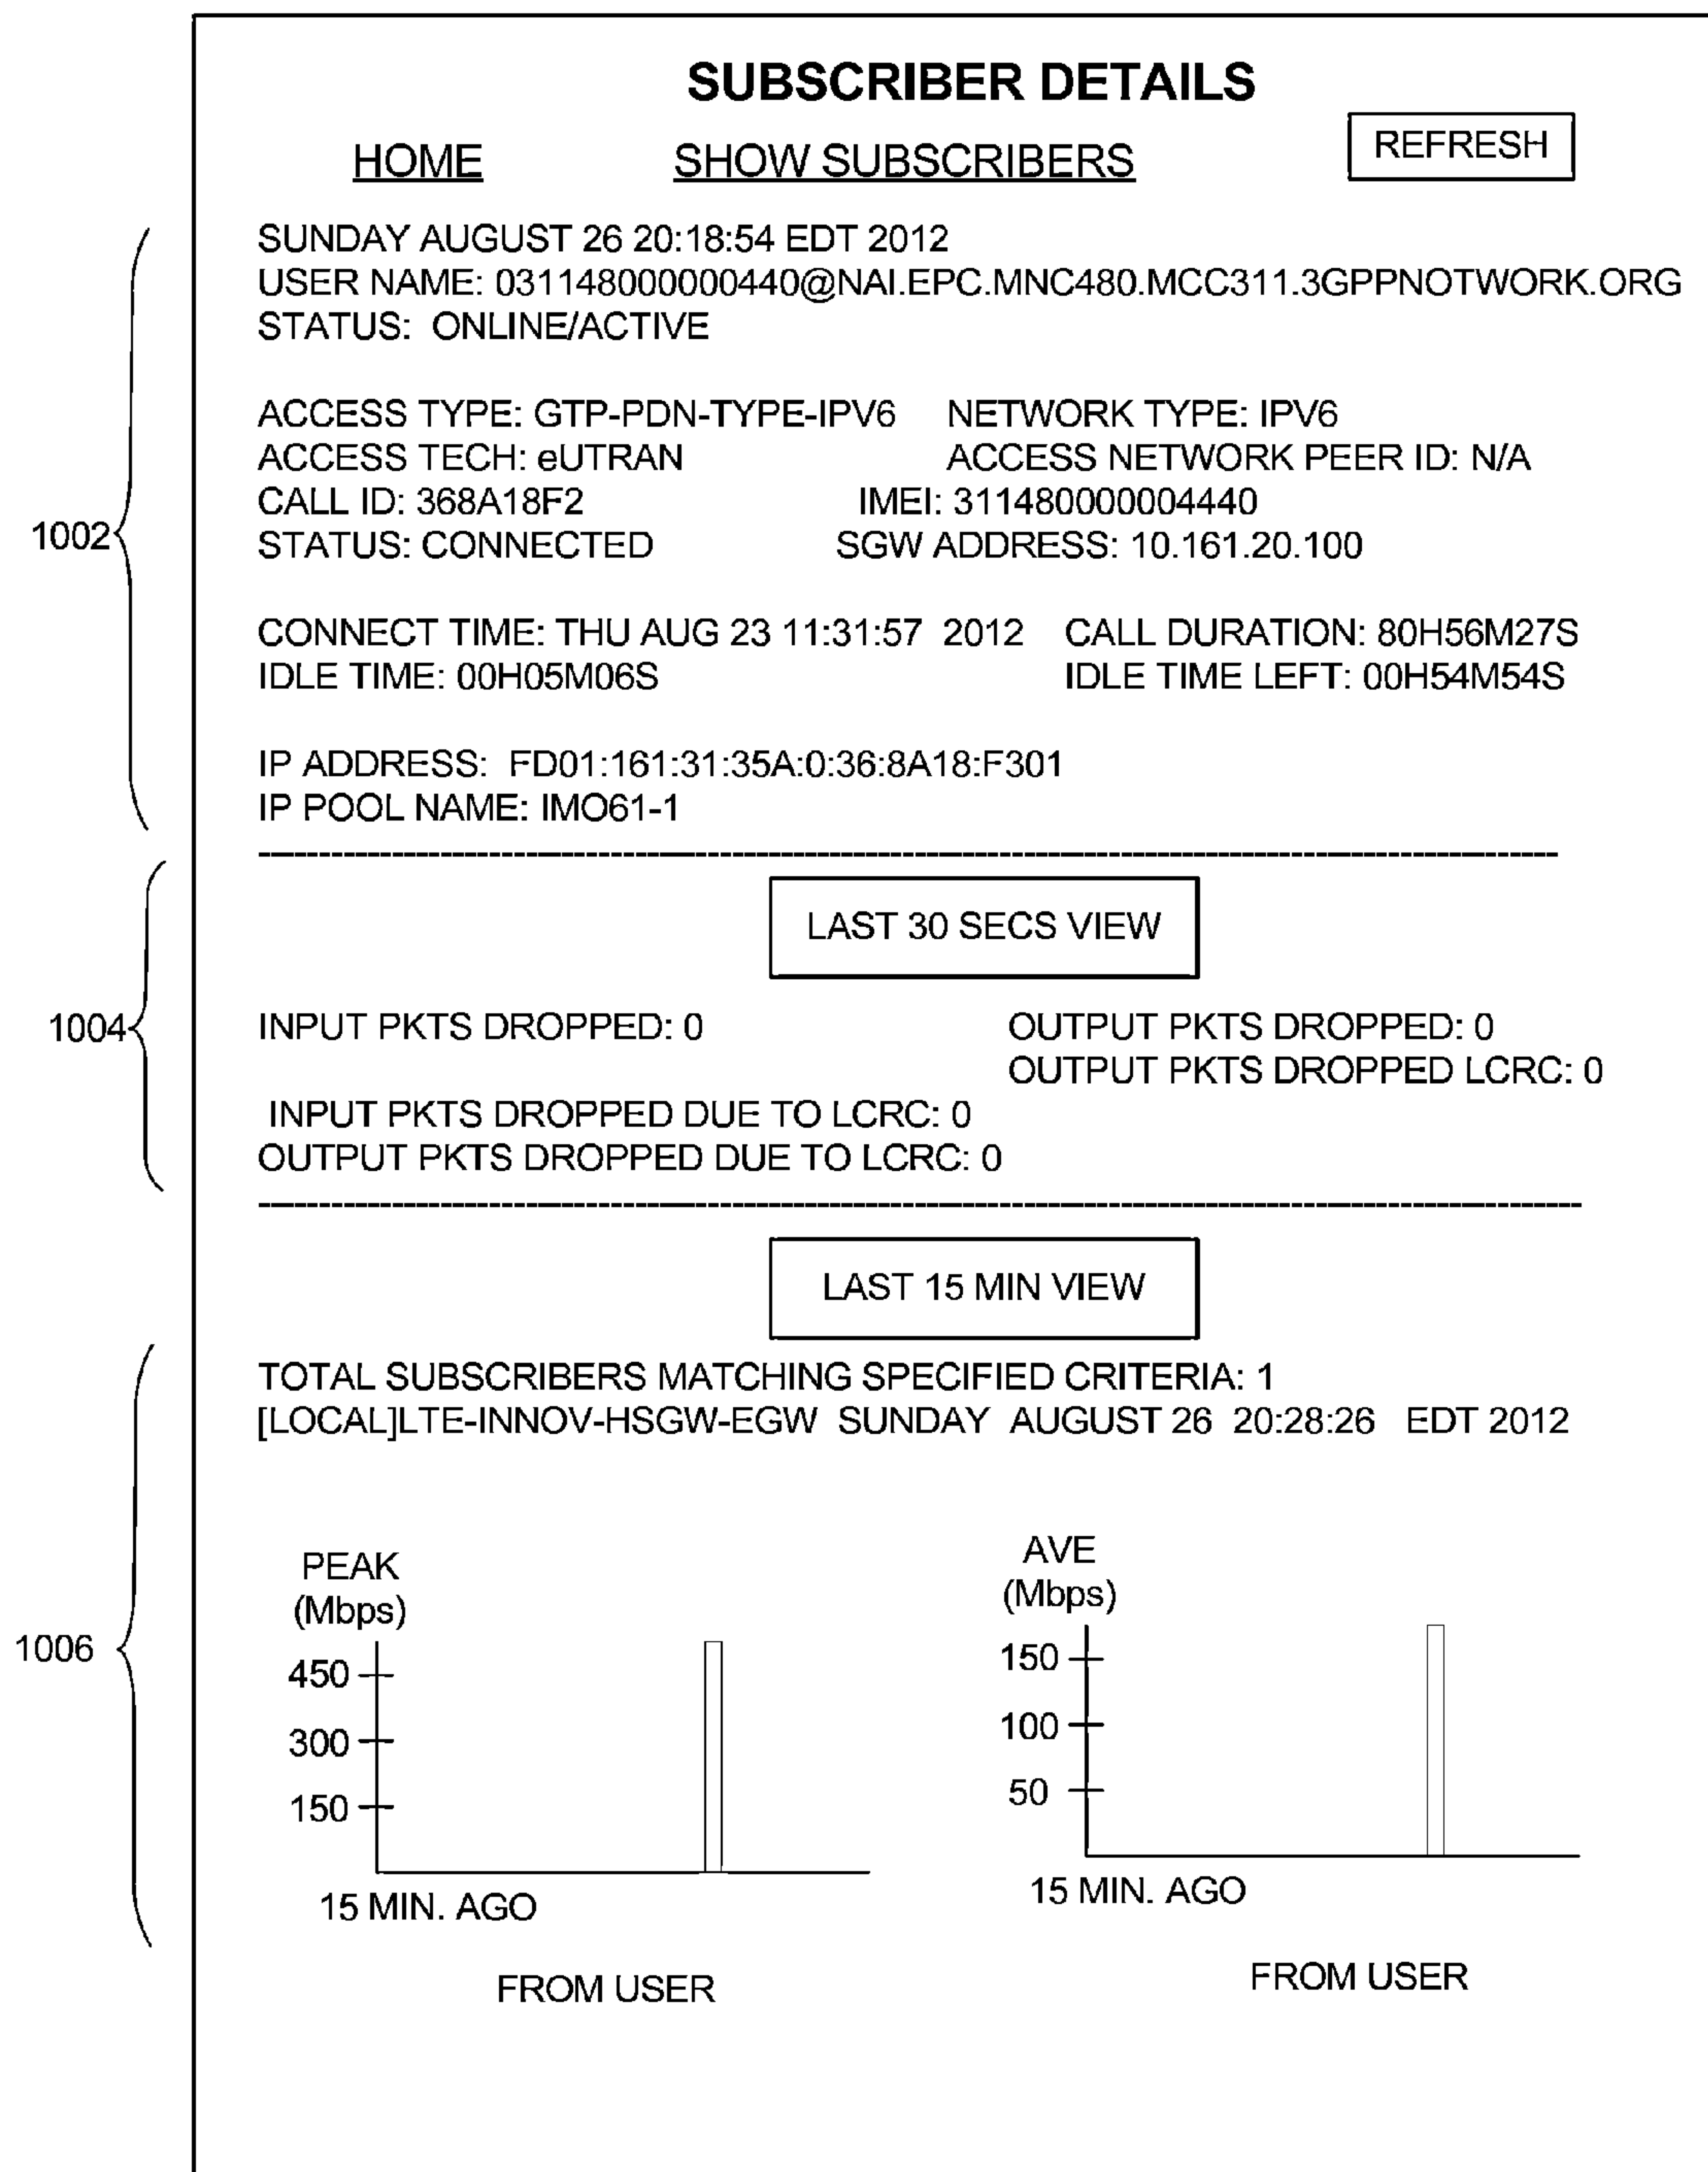 SUBSCRIBER DETAILS
HOME SHOW SUBSCRIBERS REFRESH
SUNDAY AUGUST 26 20:18:54 EDT 2012
USER NAME: 031148000000440@NAI.EPC.MNC480.MCC311.3GPPNOTWORK.ORG
STATUS: ONLINE/ACTIVE
ACCESS TYPE: GTP-PDN-TYPE-IPV6 NETWORK TYPE: IPV6
ACCESS TECH: eUTRAN ACCESS NETWORK PEER ID: N/A
CALL ID: 368A18F2 IMEI: 311480000004440
1002
STATUS: CONNECTED SGW ADDRESS: 10.161.20.100
CONNECT TIME: THU AUG 23 11:31:57 2012 CALL DURATION: 80H56M27S
IDLE TIME: 00H05M06S IDLE TIME LEFT: 00H54M54S
IP ADDRESS: FD01:161:31:35A:0:36:8A18:F301
IP POOL NAME: IMO61-1
LAST 30 SECS VIEW
1004
INPUT PKTS DROPPED: 0 OUTPUT PKTS DROPPED: 0
OUTPUT PKTS DROPPED LCRC: 0
INPUT PKTS DROPPED DUE TO LCRC: 0
OUTPUT PKTS DROPPED DUE TO LCRC: 0
LAST 15 MIN VIEW
TOTAL SUBSCRIBERS MATCHING SPECIFIED CRITERIA: 1
[LOCAL]LTE-INNOV-HSGW-EGW SUNDAY AUGUST 26 20:28:26 EDT 2012
1006
PEAK
(Mbps)
450
300
150
15 MIN. AGO
FROM USER
AVE
(Mbps)
150
100
50
15 MIN. AGO
FROM USER